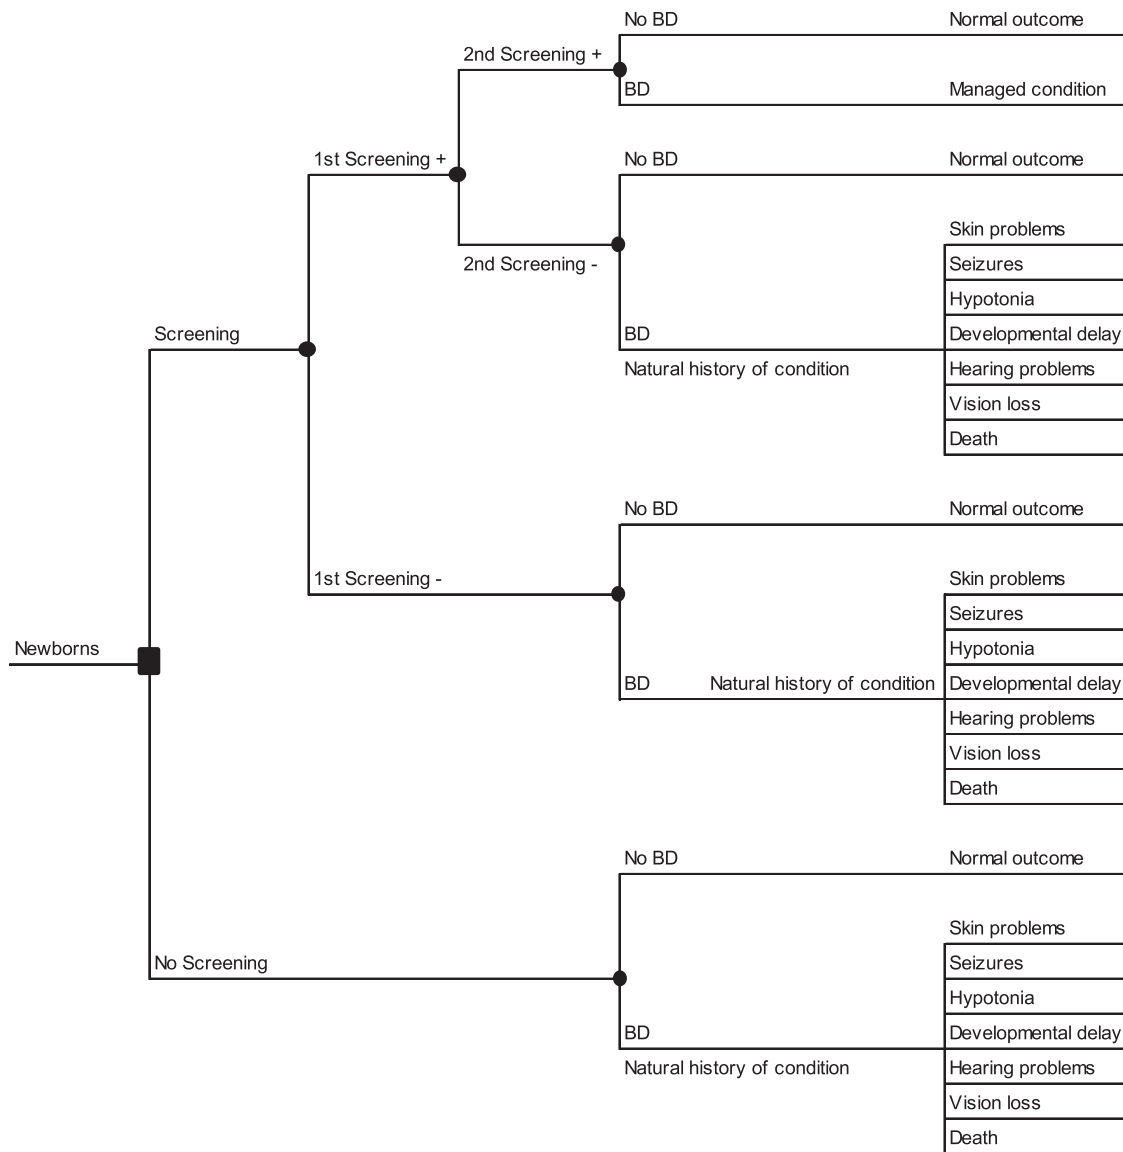 No BD
Normal outcome
2nd Screening +
BD
Managed condition
1st Screening +
No BD
Normal outcome
Skin problems
2nd Screening -
Seizures
Hypotonia
Screening
BD
Developmental delay
Natural history of condition
Hearing problems
Vision loss
Death
No BD
Normal outcome
1st Screening -
Skin problems
Seizures
Newborns
Hypotonia
BD
Natural history of condition
Developmental delay
Hearing problems
Vision loss
Death
No BD
Normal outcome
Skin problems
No Screening
Seizures
Hypotonia
BD
Developmental delay
Natural history of condition
Hearing problems
Vision loss
Death